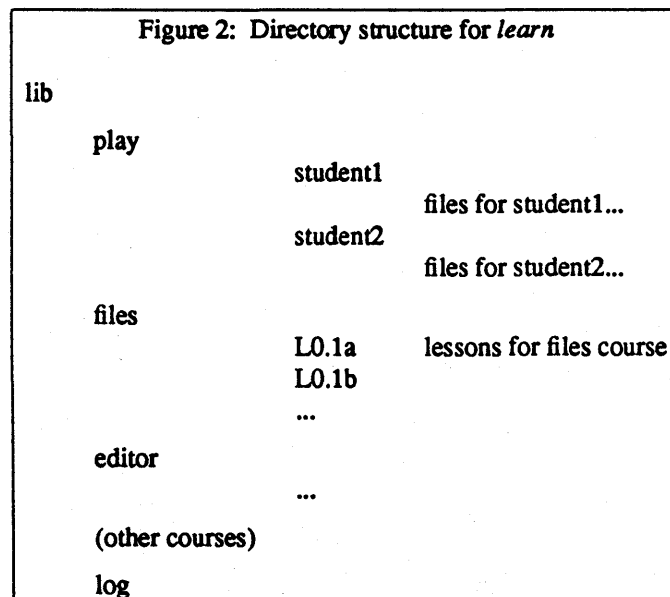 Figure 2: Directory structure for learn
lib
play
student1
files for student1...
student2
files for student2...
files
L0.1a lessons for files course
L0.1b
...
editor
...
(other courses)
log